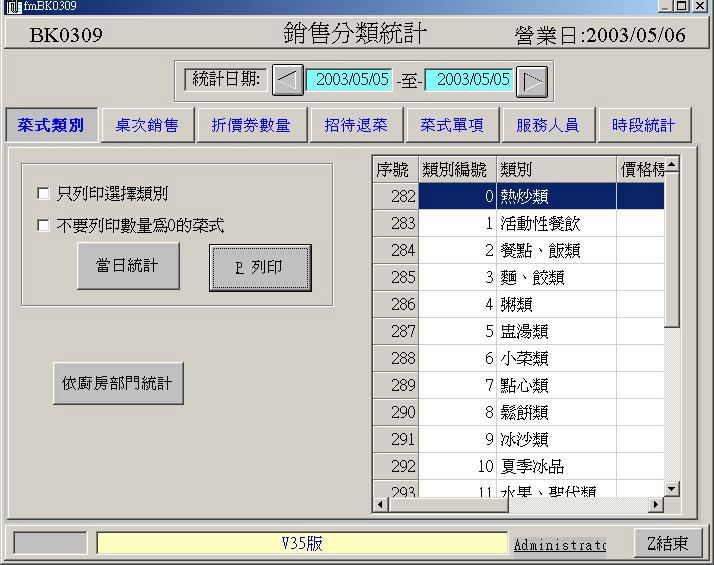 fmBK0309
BK0309 銷售分類統計 營業日:2003/05/06
統計日期: 2003/05/05 -至- 2003/05/05
菜式類別 桌次銷售 折價券數量 招待退菜 菜式單項 服務人員 時段統計
只列印選擇類別
不要列印數量為0的菜式
當日統計 P 列印
依廚房部門統計
序號 類別編號 類別 價格標
282 0 熱炒類
283 1 活動性餐飲
284 2 餐點、飯類
285 3 麵、餃類
286 4 粥類
287 5 盅湯類
288 6 小菜類
289 7 點心類
290 8 鬆餅類
291 9 冰沙類
292 10 夏季冰品
293 11 水果、聖代類
V35版 Administrato Z結束